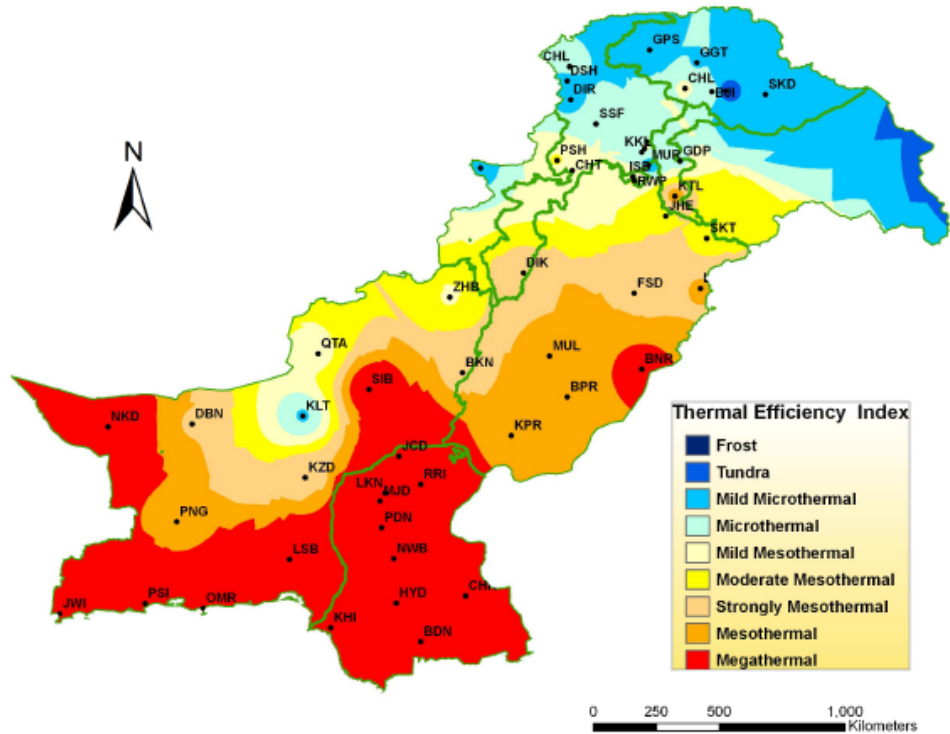 GPS
CHL
GGT
DSH
CHL
SKD
DIR
SSF
KKL
PSH
MUR
GDP
CHT
ISB
RWP
KTL
JHE
SKT
DIK
ZHB
FSD
L
QTA
MUL
BNR
BKN
SIB
BPR
KLT
DBN
NKD
KPR
JCD
KZD
RRI
LKN
MJD
PNG
PDN
NWB
LSB
PSI
OMR
JWI
HYD
KHI
BDN
N
Thermal Efficiency Index
Frost
Tundra
Mild Microthermal
Microthermal
Mild Mesothermal
Moderate Mesothermal
Strongly Mesothermal
Mesothermal
Megathermal
0 250 500 1,000
Kilometers